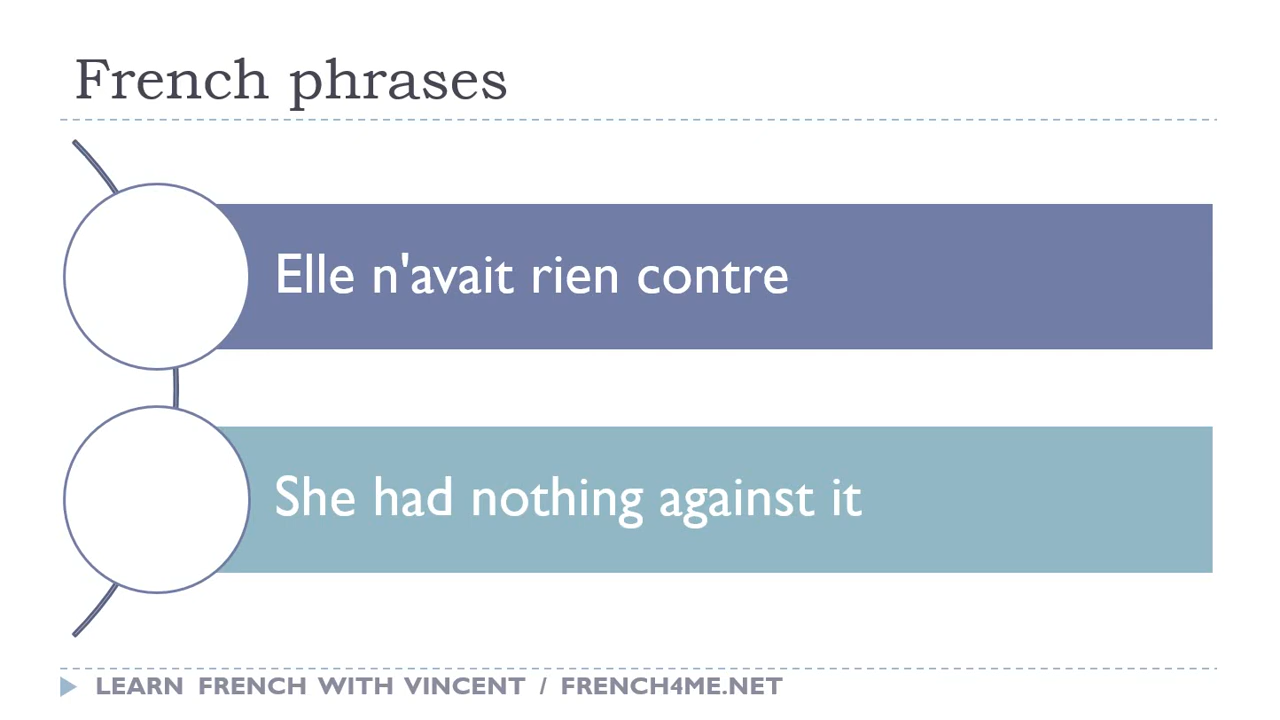 French phrases
Elle n'avait rien contre
She had nothing against it
LEARN FRENCH WITH VINCENT / FRENCH4ME.NET